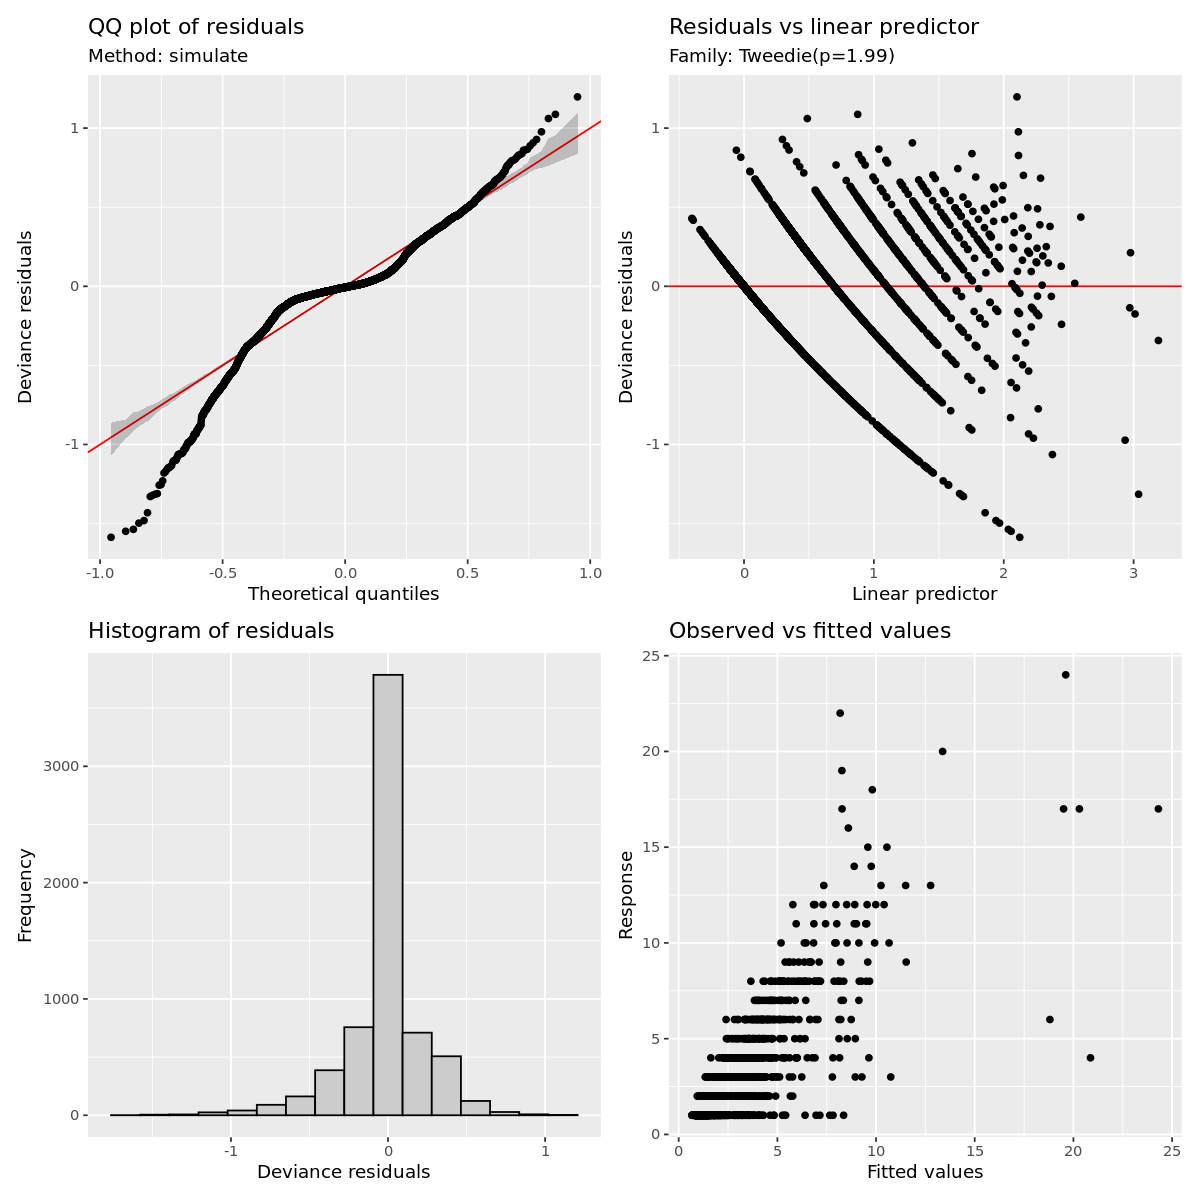 QQ plot of residuals
Method: simulate
1
0
-1
-1.0
-0.5
0.0
0.5
1.0
Theoretical quantiles
Deviance residuals
Residuals vs linear predictor
Family: Tweedie(p=1.99)
1
0
-1
0
1
2
3
Linear predictor
Deviance residuals
Histogram of residuals
3000
2000
1000
0
-1
0
1
Deviance residuals
Frequency
Observed vs fitted values
25
20
15
10
5
0
0
5
10
15
20
25
Fitted values
Response